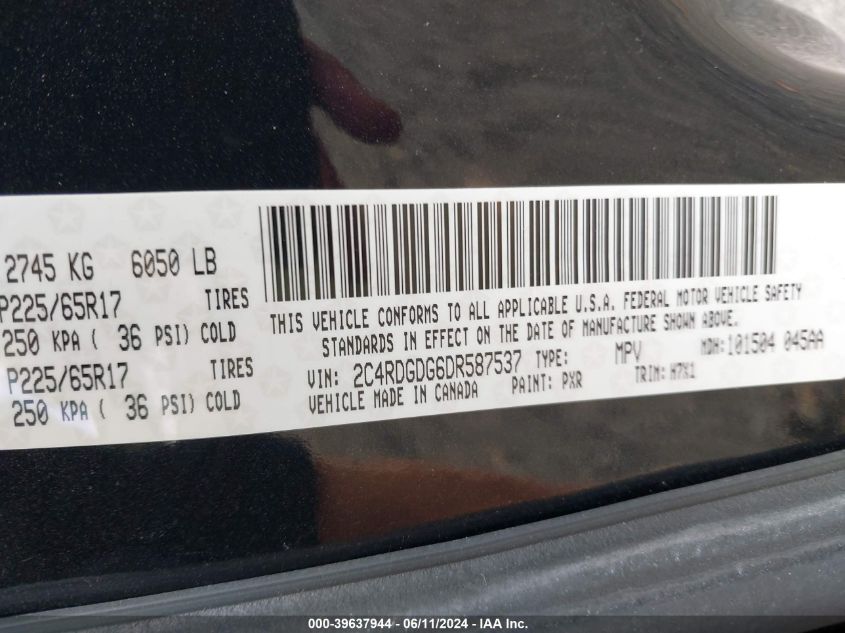 2745 KG 6050 LB
P225/65R17 TIRES
250 KPA ( 36 PSI) COLD
P225/65R17 TIRES
250 KPA ( 36 PSI) COLD
THIS VEHICLE CONFORMS TO ALL APPLICABLE U.S.A. FEDERAL MOTOR VEHICLE SAFETY
STANDARDS IN EFFECT ON THE DATE OF MANUFACTURE SHOWN ABOVE.
VIN: 2C4RDGDG6DR587537 TYPE: MPV MDH:101504 045AA
VEHICLE MADE IN CANADA PAINT: PXR TRIM: H7X1
000-39637944 - 06/11/2024 - IAA Inc.